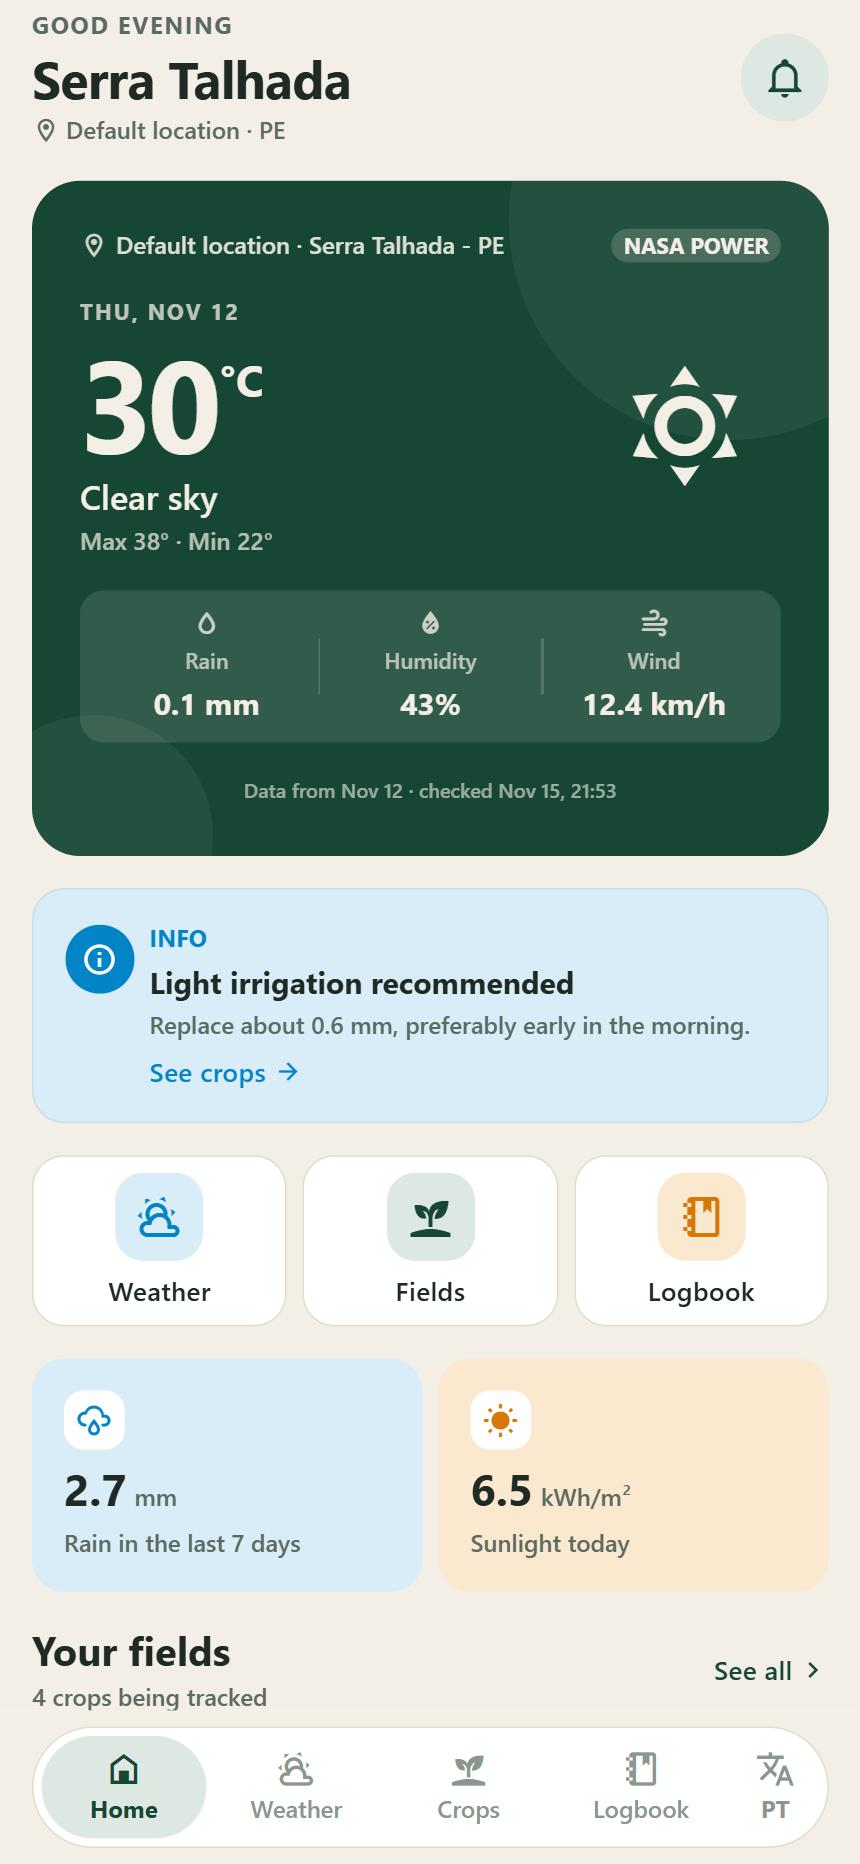 GOOD EVENING
Serra Talhada
Default location · PE
Default location · Serra Talhada - PE
NASA POWER
THU, NOV 12
30°C
Clear sky
Max 38° · Min 22°
Rain
0.1 mm
Humidity
43%
Wind
12.4 km/h
Data from Nov 12 · checked Nov 15, 21:53
INFO
Light irrigation recommended
Replace about 0.6 mm, preferably early in the morning.
See crops →
Weather
Fields
Logbook
2.7 mm
Rain in the last 7 days
6.5 kWh/m²
Sunlight today
Your fields
4 crops being tracked
See all >
Home
Weather
Crops
Logbook
PT